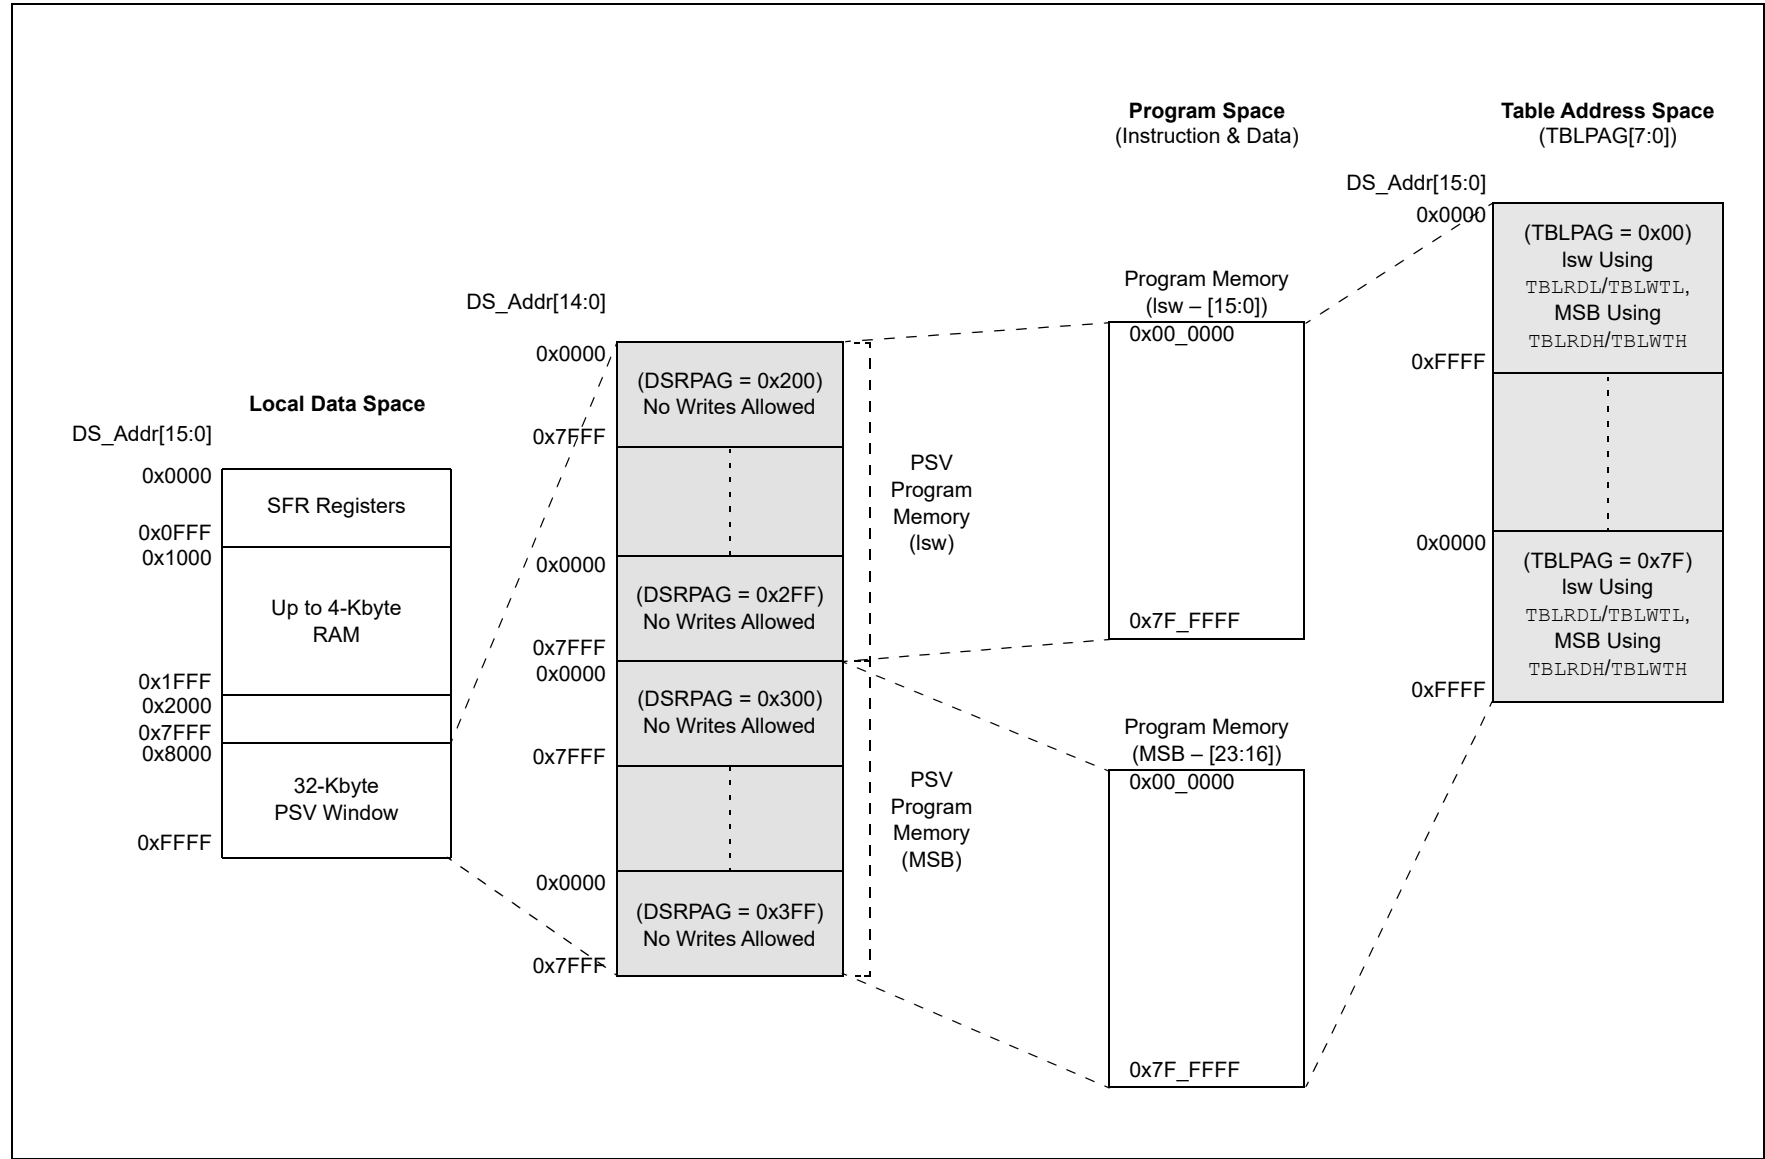 Local Data Space
DS_Addr[15:0]
0x0000
SFR Registers
0x0FFF
0x1000
Up to 4-Kbyte
RAM
0x1FFF
0x2000
0x7FFF
0x8000
32-Kbyte
PSV Window
0xFFFF
DS_Addr[14:0]
0x0000
(DSRPAG = 0x200)
No Writes Allowed
0x7FFF
0x0000
(DSRPAG = 0x2FF)
No Writes Allowed
0x7FFF
0x0000
(DSRPAG = 0x300)
No Writes Allowed
0x7FFF
0x0000
(DSRPAG = 0x3FF)
No Writes Allowed
0x7FFF
PSV
Program
Memory
(lsw)
PSV
Program
Memory
(MSB)
Program Space
(Instruction & Data)
Program Memory
(lsw – [15:0])
0x00_0000
0x7F_FFFF
Program Memory
(MSB – [23:16])
0x00_0000
0x7F_FFFF
Table Address Space
(TBLPAG[7:0])
DS_Addr[15:0]
0x0000
(TBLPAG = 0x00)
lsw Using
TBLRDL/TBLWTL,
MSB Using
TBLRDH/TBLWTH
0xFFFF
0x0000
(TBLPAG = 0x7F)
lsw Using
TBLRDL/TBLWTL,
MSB Using
TBLRDH/TBLWTH
0xFFFF